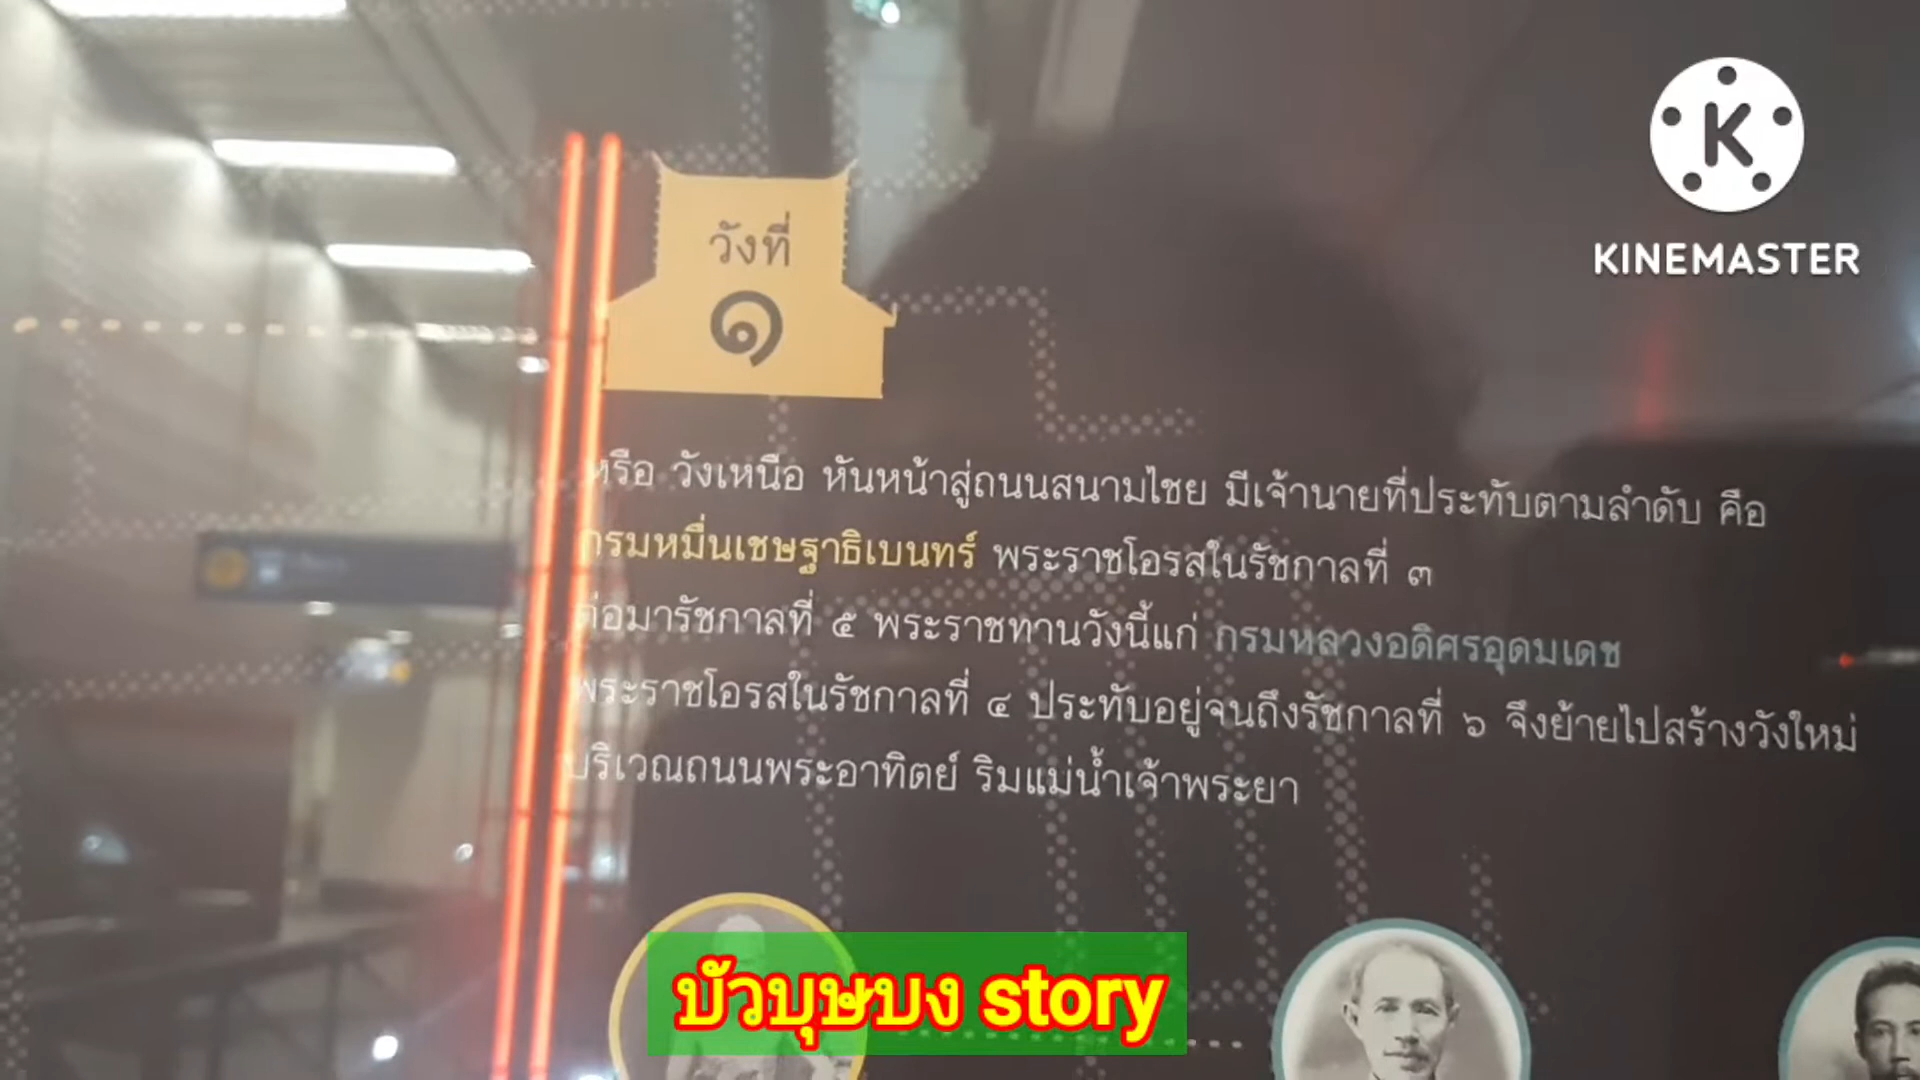 KINEMASTER
วังที่
๑
หรือ วังเหนือ หันหน้าสู่ถนนสนามไชย มีเจ้านายที่ประทับตามลำดับ คือ
กรมหมื่นเชษฐาธิเบนทร์ พระราชโอรสในรัชกาลที่ ๓
ต่อมารัชกาลที่ ๕ พระราชทานวังนี้แก่ กรมหลวงอดิศรอุดมเดช
พระราชโอรสในรัชกาลที่ ๔ ประทับอยู่จนถึงรัชกาลที่ ๖ จึงย้ายไปสร้างวังใหม่
บริเวณถนนพระอาทิตย์ ริมแม่น้ำเจ้าพระยา
บัวบุษบง story